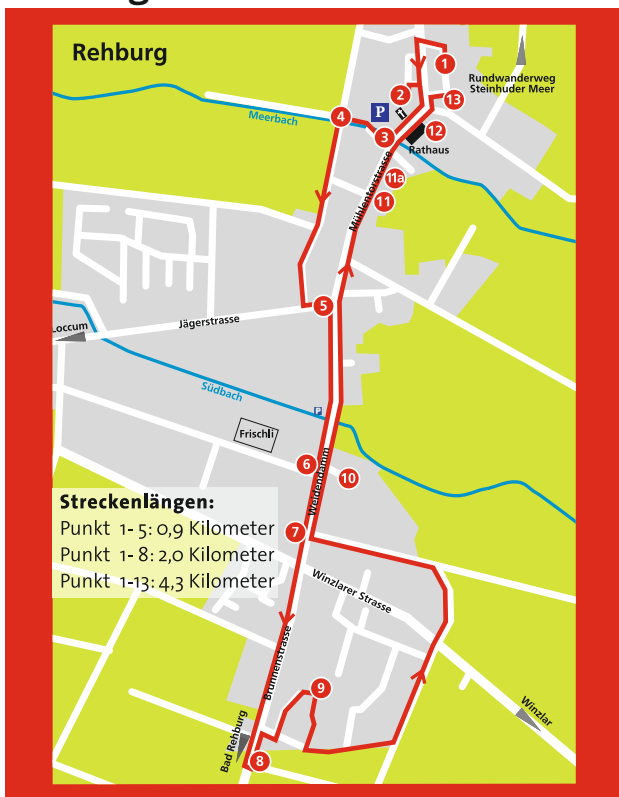 Rehburg
1
Rundwanderweg
Steinhuder Meer
2
13
P
Meerbach
4
3
12
Rathaus
11a
11
Mühlentorstrasse
5
Jägerstrasse
Loccum
Südbach
P
Frischli
6
10
Weidendamm
Streckenlängen:
Punkt 1- 5: 0,9 Kilometer
Punkt 1- 8: 2,0 Kilometer
Punkt 1-13: 4,3 Kilometer
7
Winzlarer Strasse
Brunnenstrasse
9
Winzlar
Bad Rehburg
8